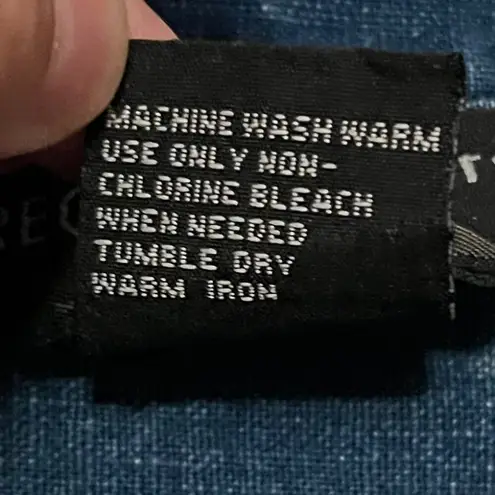 MACHINE WASH WARM
USE ONLY NON-
CHLORINE BLEACH
WHEN NEEDED
TUMBLE DRY
WARM IRON